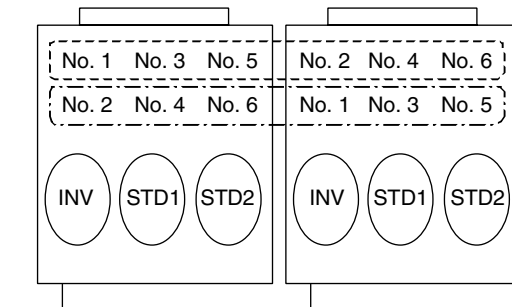 No. 1 No. 3 No. 5 No. 2 No. 4 No. 6
No. 2 No. 4 No. 6 No. 1 No. 3 No. 5
INV STD1 STD2 INV STD1 STD2